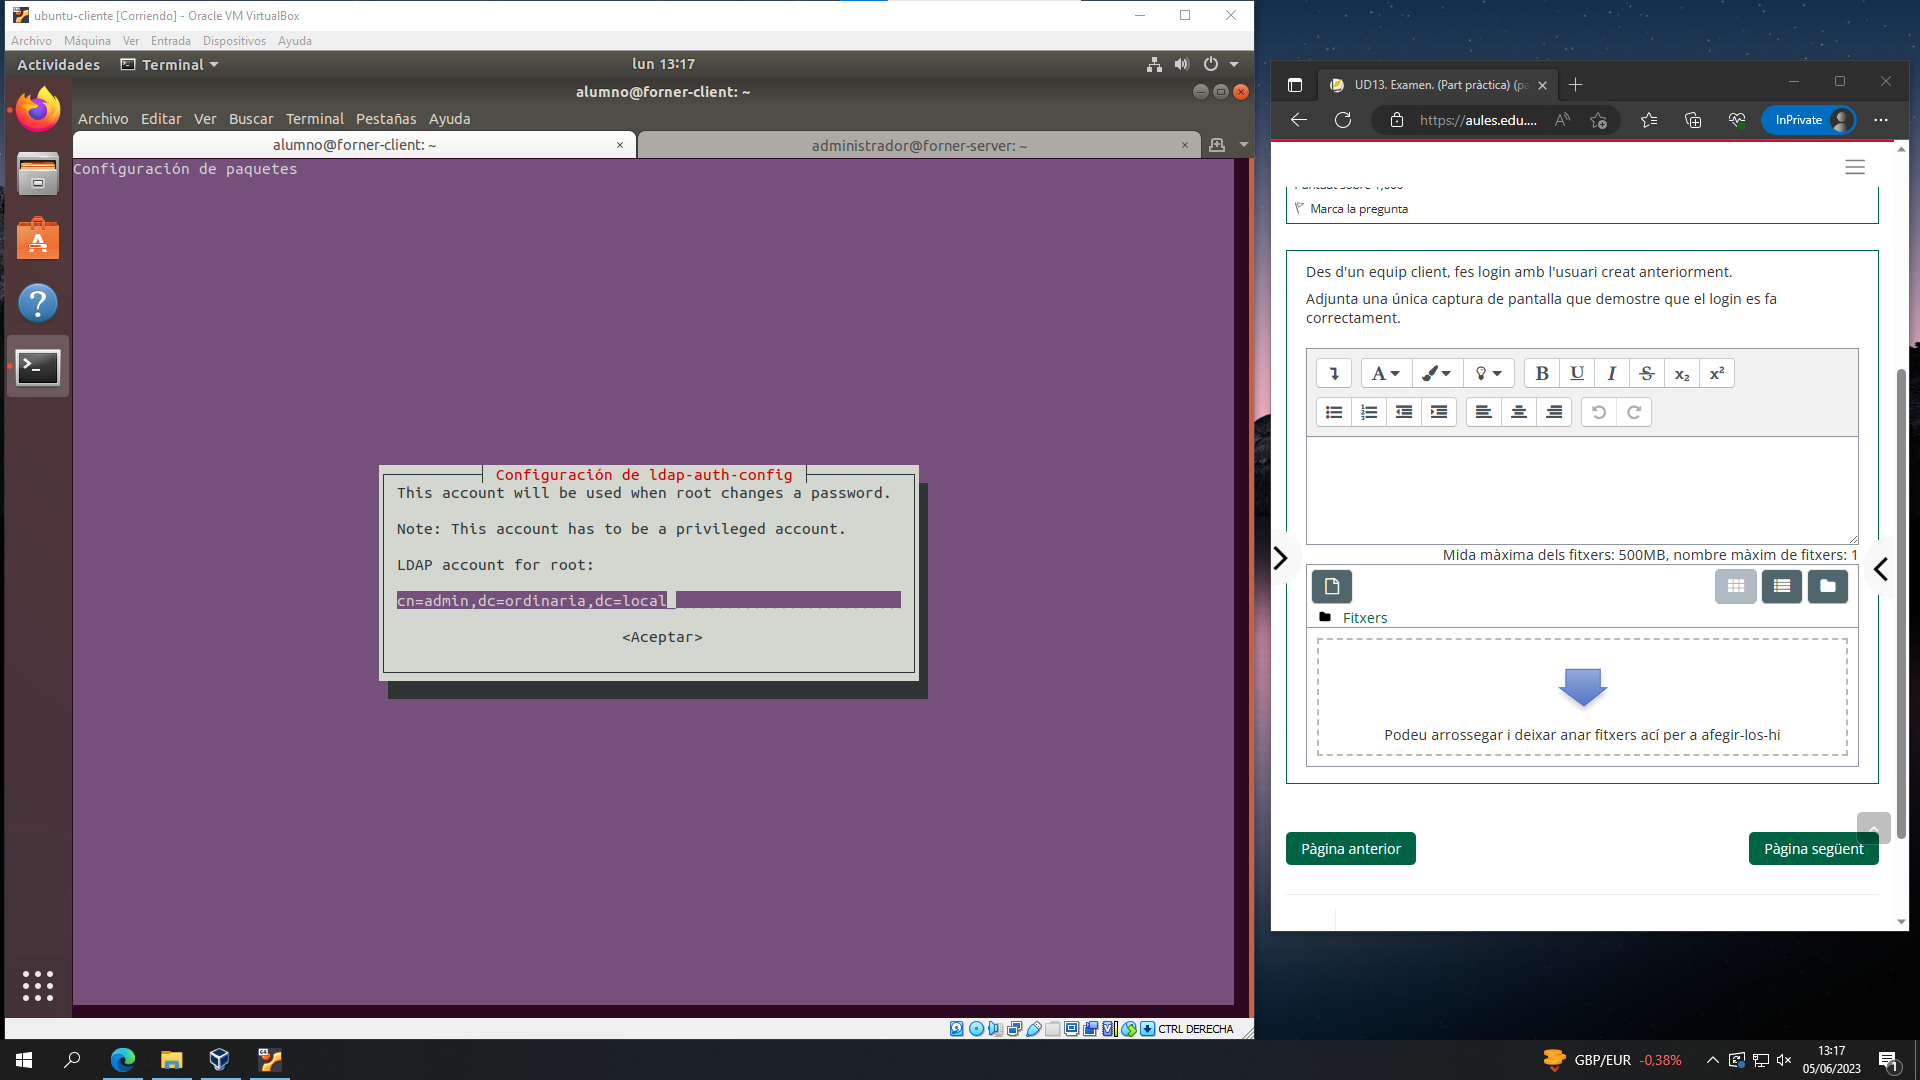 ubuntu-cliente [Corriendo] - Oracle VM VirtualBox
Archivo Máquina Ver Entrada Dispositivos Ayuda
Actividades Terminal lun 13:17
alumno@forner-client: ~
Archivo Editar Ver Buscar Terminal Pestañas Ayuda
alumno@forner-client: ~ × administrador@forner-server: ~ ×
Configuración de paquetes
Configuración de ldap-auth-config
This account will be used when root changes a password.
Note: This account has to be a privileged account.
LDAP account for root:
cn=admin,dc=ordinaria,dc=local
<Aceptar>
CTRL DERECHA
UD13. Examen. (Part pràctica) (pa
https://aules.edu.... InPrivate
Marca la pregunta
Des d'un equip client, fes login amb l'usuari creat anteriorment.
Adjunta una única captura de pantalla que demostre que el login es fa
correctament.
A B U I S x₂ x²
Mida màxima dels fitxers: 500MB, nombre màxim de fitxers: 1
Fitxers
Podeu arrossegar i deixar anar fitxers ací per a afegir-los-hi
Pàgina anterior Pàgina següent
GBP/EUR -0,38% 13:17
05/06/2023 1